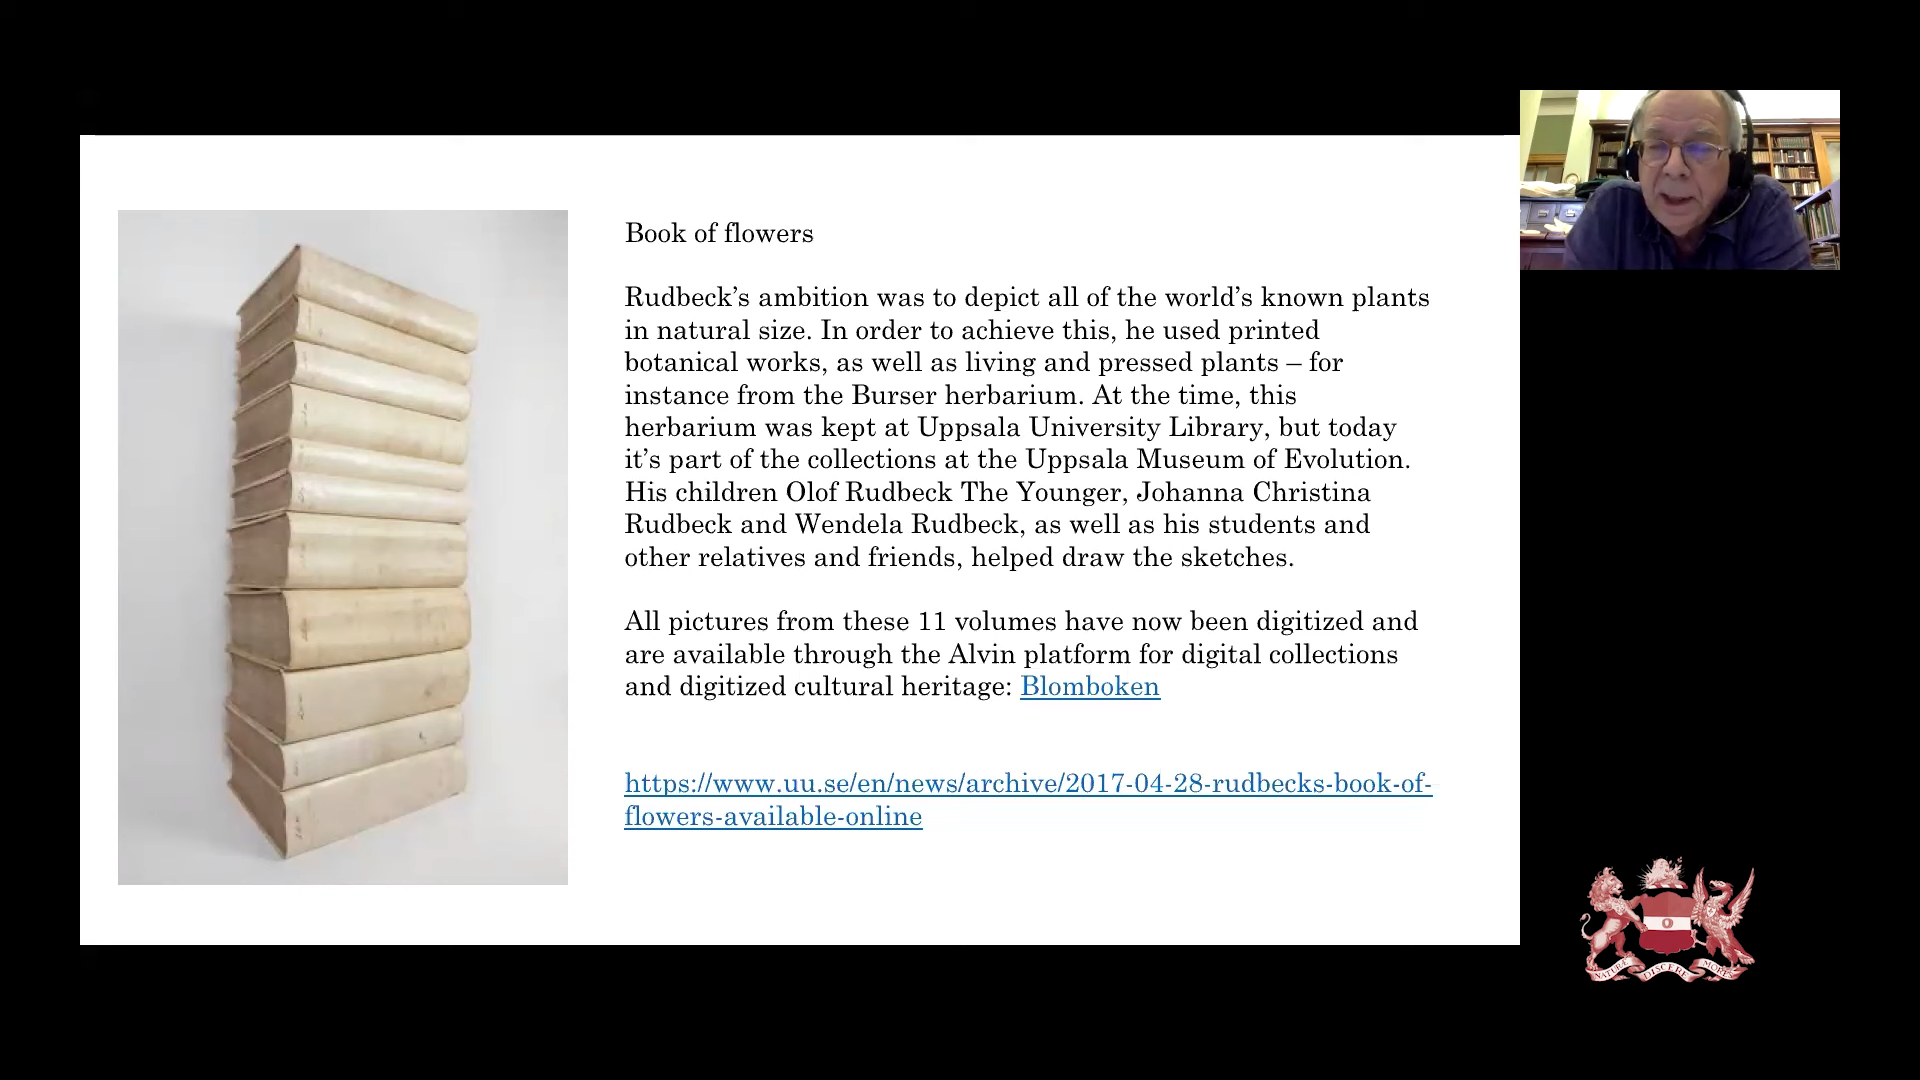 Book of flowers
Rudbeck’s ambition was to depict all of the world’s known plants
in natural size. In order to achieve this, he used printed
botanical works, as well as living and pressed plants – for
instance from the Burser herbarium. At the time, this
herbarium was kept at Uppsala University Library, but today
it’s part of the collections at the Uppsala Museum of Evolution.
His children Olof Rudbeck The Younger, Johanna Christina
Rudbeck and Wendela Rudbeck, as well as his students and
other relatives and friends, helped draw the sketches.
All pictures from these 11 volumes have now been digitized and
are available through the Alvin platform for digital collections
and digitized cultural heritage: Blomboken
https://www.uu.se/en/news/archive/2017-04-28-rudbecks-book-of-
flowers-available-online
NATURÆ DISCERE MORES